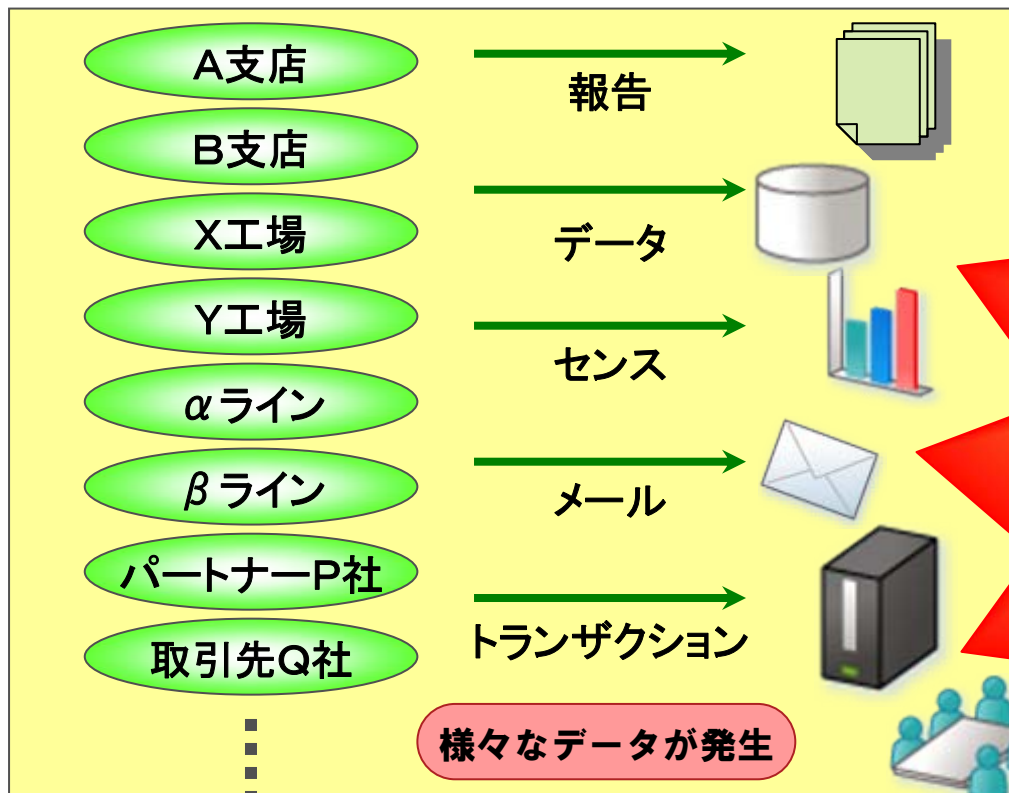 A支店
B支店
X工場
Y工場
αライン
βライン
パートナーP社
取引先Q社
報告
データ
センス
メール
トランザクション
様々なデータが発生